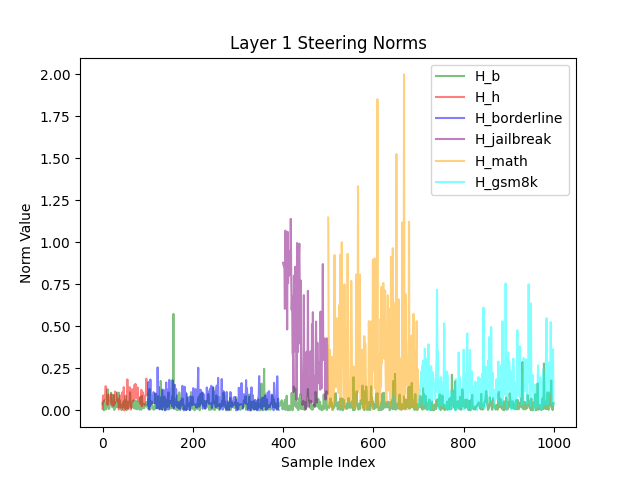 Layer 1 Steering Norms
2.00
1.75
1.50
1.25
1.00
0.75
0.50
0.25
0.00
Norm Value
H_b
H_h
H_borderline
H_jailbreak
H_math
H_gsm8k
0 200 400 600 800 1000
Sample Index